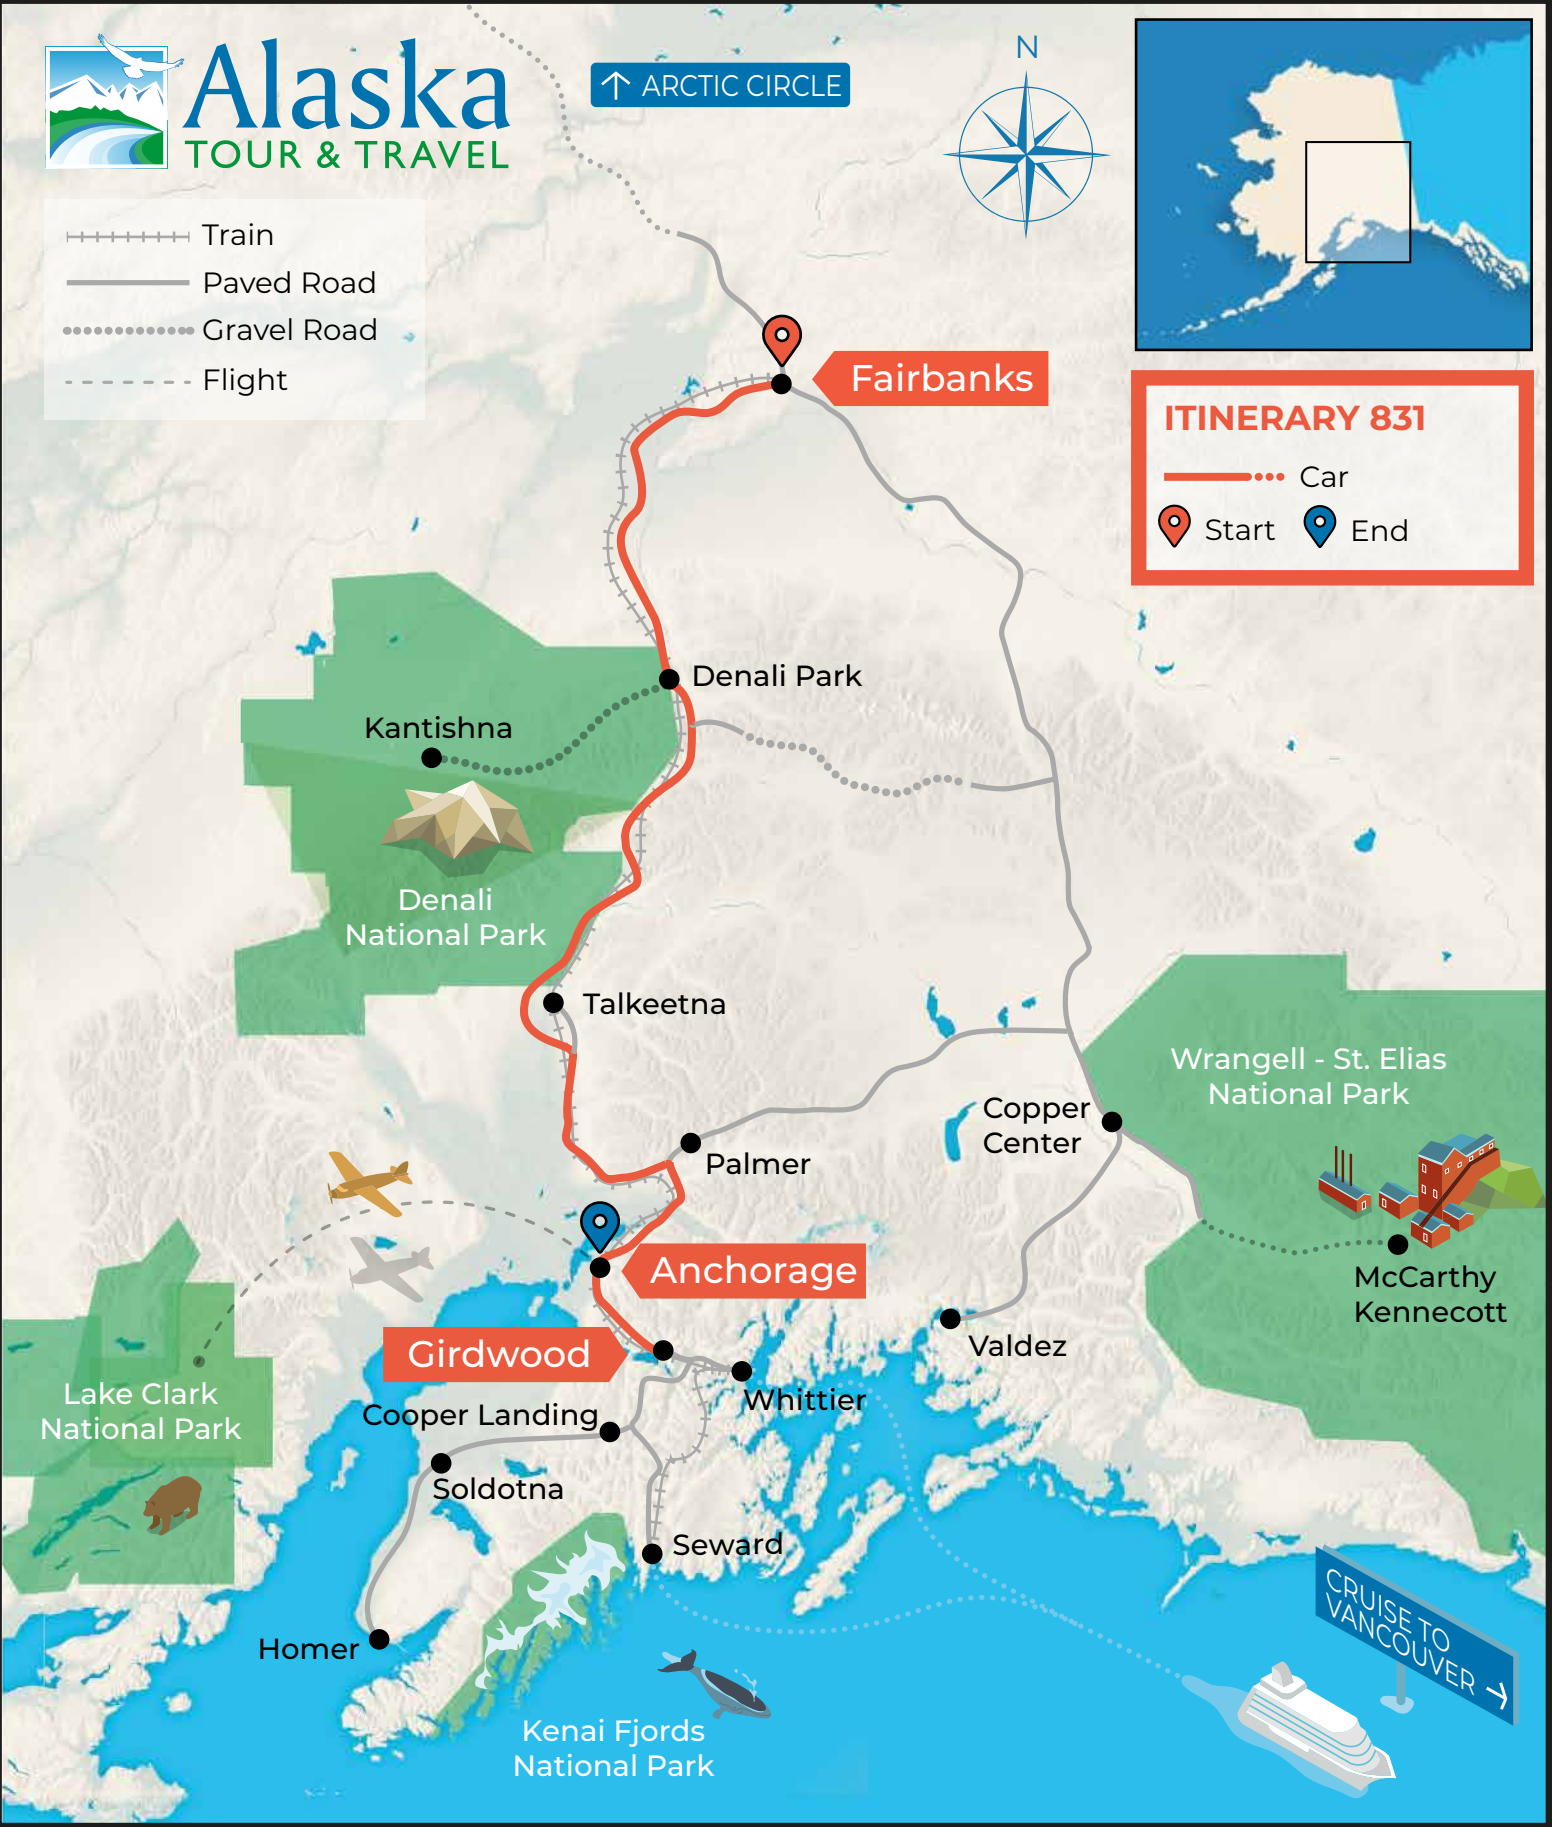 Alaska
TOUR & TRAVEL
↑ ARCTIC CIRCLE
N
Train
Paved Road
Gravel Road
Flight
Fairbanks
ITINERARY 831
Car
Start
End
Denali Park
Kantishna
Denali
National Park
Talkeetna
Wrangell - St. Elias
National Park
Copper
Center
Palmer
McCarthy
Kennecott
Anchorage
Girdwood
Valdez
Whittier
Lake Clark
National Park
Cooper Landing
Soldotna
Seward
Homer
Kenai Fjords
National Park
CRUISE TO
VANCOUVER →